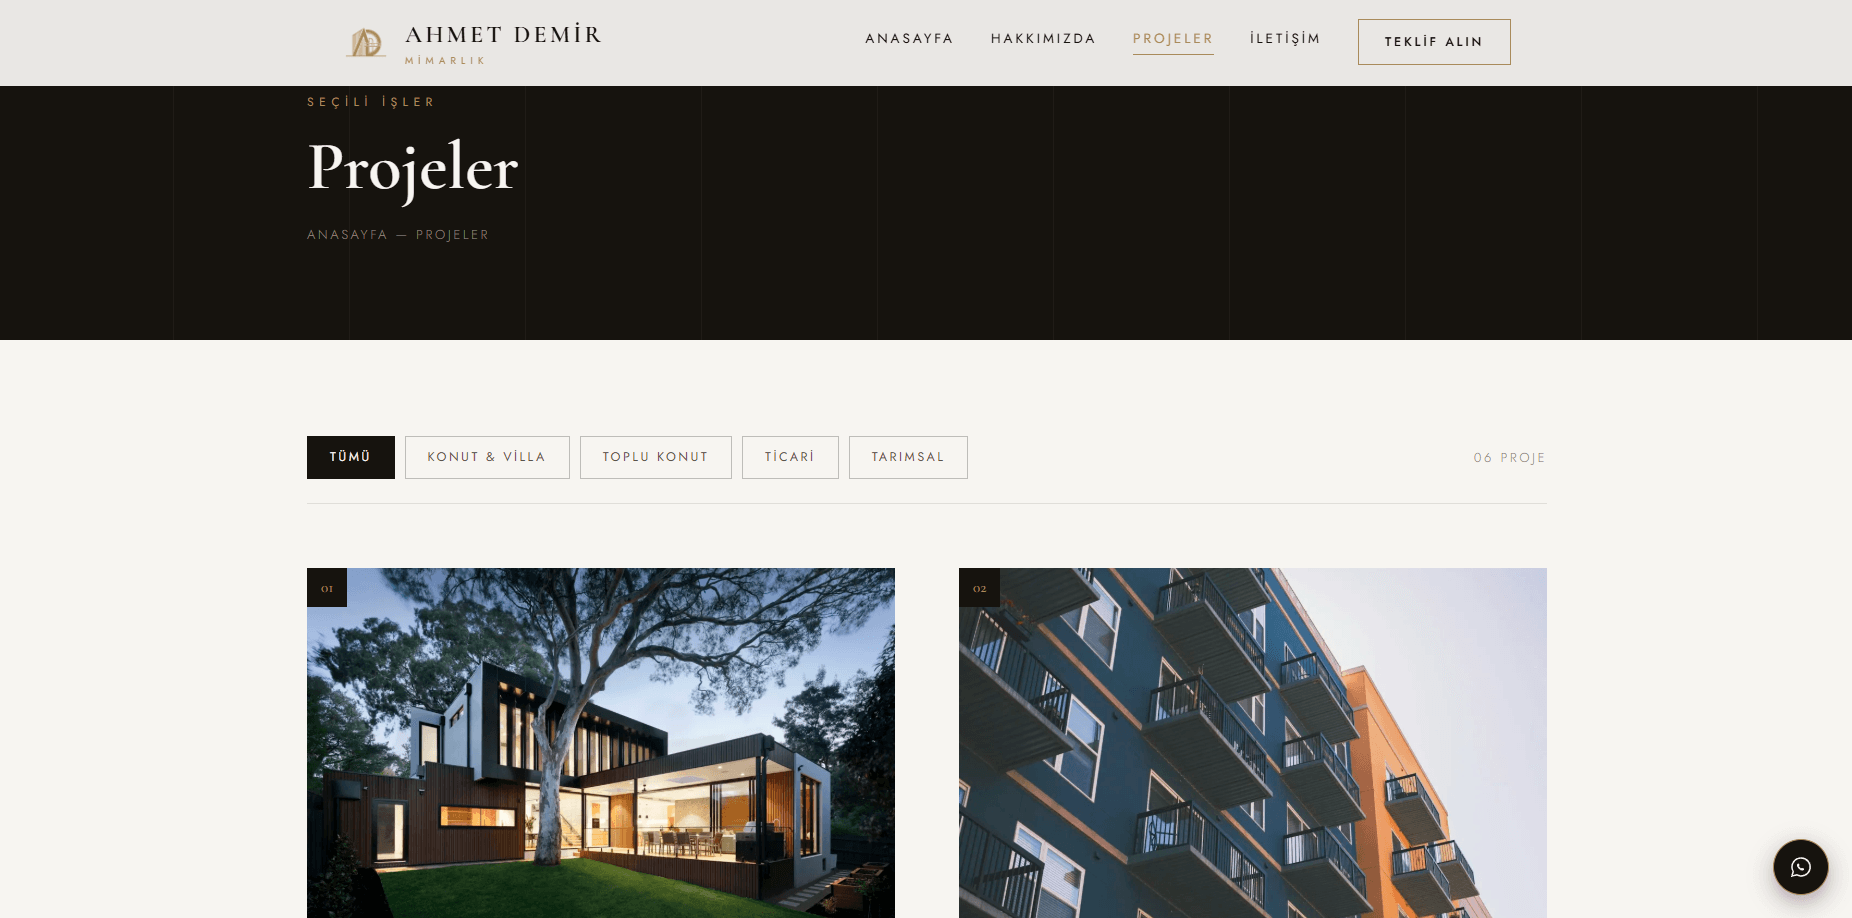 AHMET DEMİR
MİMARLIK
ANASAYFA
HAKKIMIZDA
PROJELER
İLETİŞİM
TEKLİF ALIN
SEÇİLİ İŞLER
Projeler
ANASAYFA — PROJELER
TÜMÜ
KONUT & VİLLA
TOPLU KONUT
TİCARİ
TARIMSAL
06 PROJE
01
02